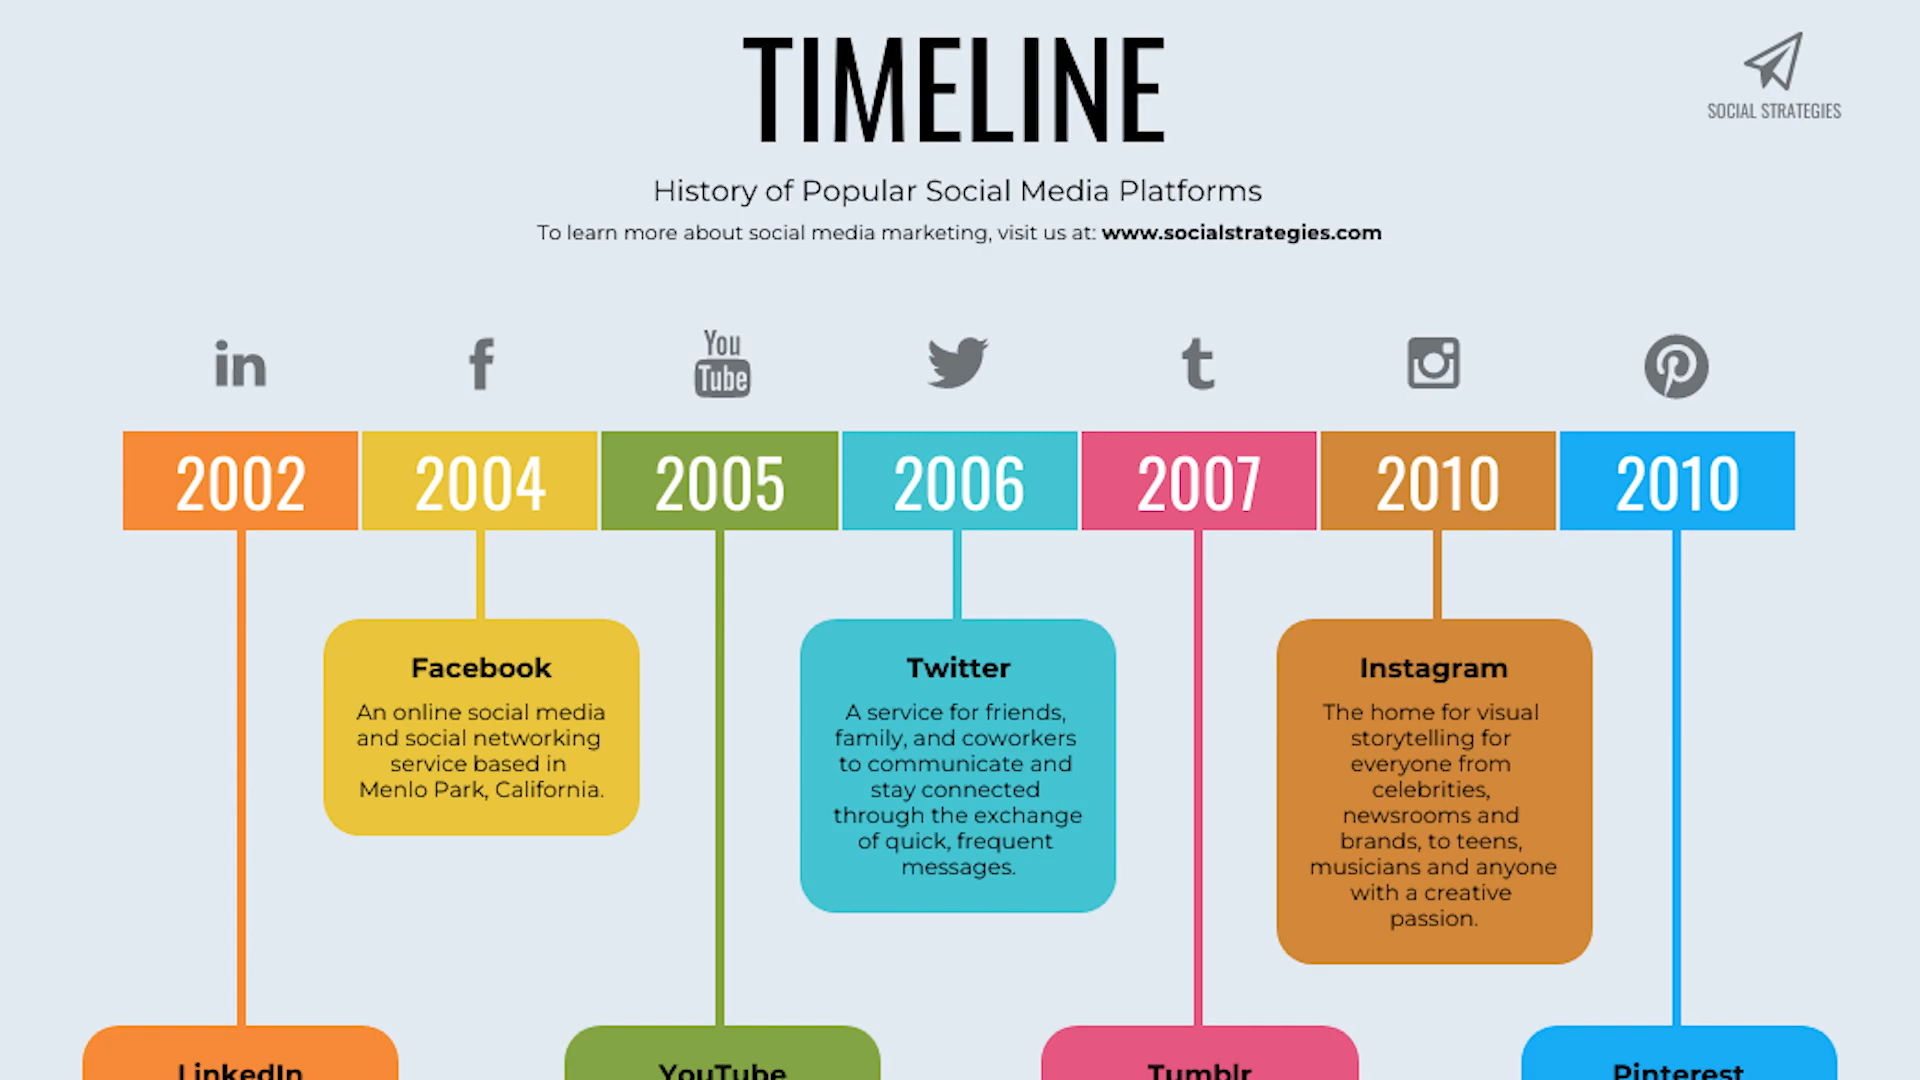 TIMELINE
SOCIAL STRATEGIES
History of Popular Social Media Platforms
To learn more about social media marketing, visit us at: www.socialstrategies.com
in
f
You
Tube
t
2002
2004
2005
2006
2007
2010
2010
Facebook
An online social media
and social networking
service based in
Menlo Park, California.
Twitter
A service for friends,
family, and coworkers
to communicate and
stay connected
through the exchange
of quick, frequent
messages.
Instagram
The home for visual
storytelling for
everyone from
celebrities,
newsrooms and
brands, to teens,
musicians and anyone
with a creative
passion.
LinkedIn
YouTube
Tumblr
Pinterest